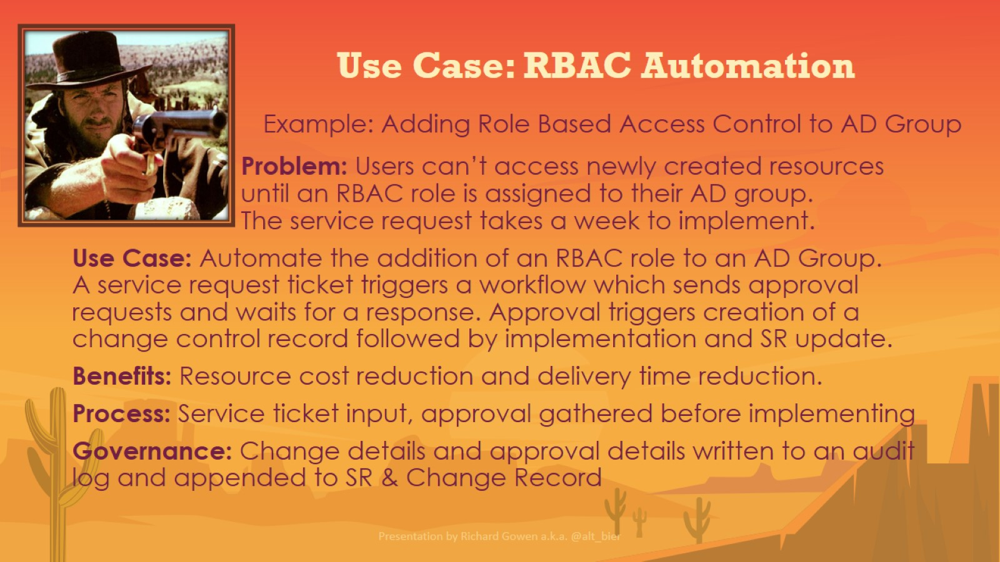 Use Case: RBAC Automation
Example: Adding Role Based Access Control to AD Group
Problem: Users can’t access newly created resources
until an RBAC role is assigned to their AD group.
The service request takes a week to implement.
Use Case: Automate the addition of an RBAC role to an AD Group.
A service request ticket triggers a workflow which sends approval
requests and waits for a response. Approval triggers creation of a
change control record followed by implementation and SR update.
Benefits: Resource cost reduction and delivery time reduction.
Process: Service ticket input, approval gathered before implementing
Governance: Change details and approval details written to an audit
log and appended to SR & Change Record
Presentation by Richard Gowen a.k.a. @alt_bier